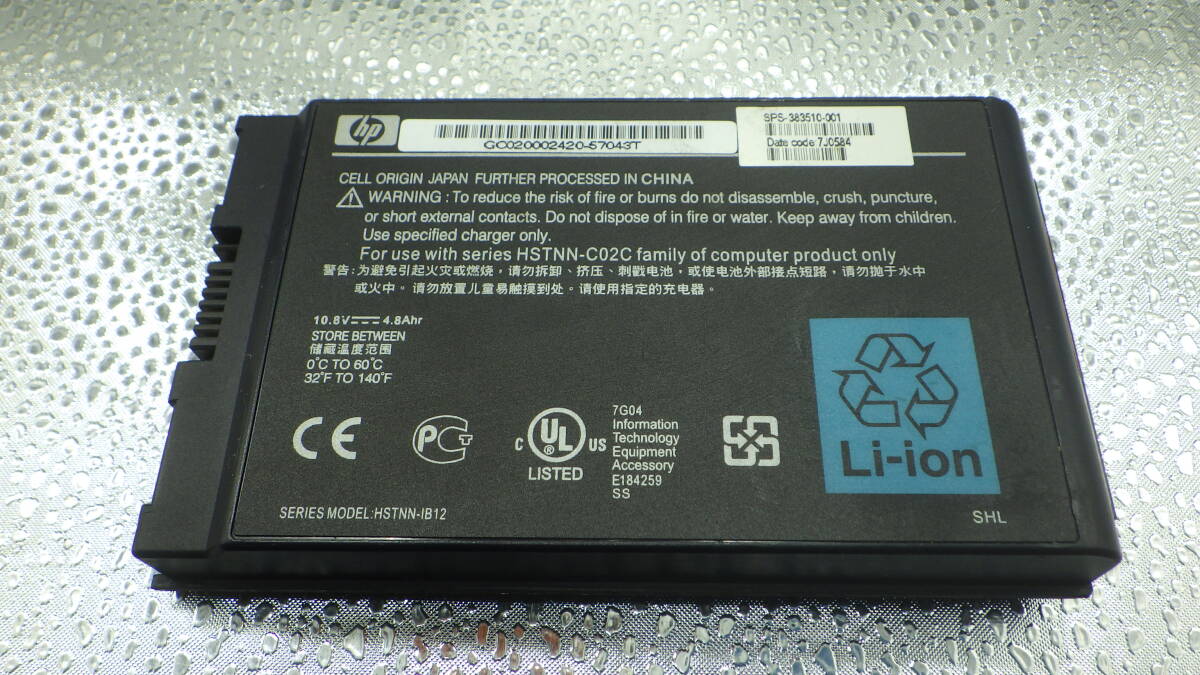 hp
GC020002420-57043T
SPS-383510-001
Date code 7J0584
CELL ORIGIN JAPAN FURTHER PROCESSED IN CHINA
WARNING : To reduce the risk of fire or burns do not disassemble, crush, puncture,
or short external contacts. Do not dispose of in fire or water. Keep away from children.
Use specified charger only.
For use with series HSTNN-C02C family of computer product only
警告: 为避免引起火灾或燃烧，请勿拆卸、挤压、刺戳电池，或使电池外部接点短路，请勿抛于水中
或火中。请勿放置儿童易触摸到处。请使用指定的充电器。
10.8V 4.8Ahr
STORE BETWEEN
储藏温度范围
0°C TO 60°C
32°F TO 140°F
CE
PCT
C UL US
®
LISTED
7G04
Information
Technology
Equipment
Accessory
E184259
SS
Li-ion
SERIES MODEL:HSTNN-IB12
SHL